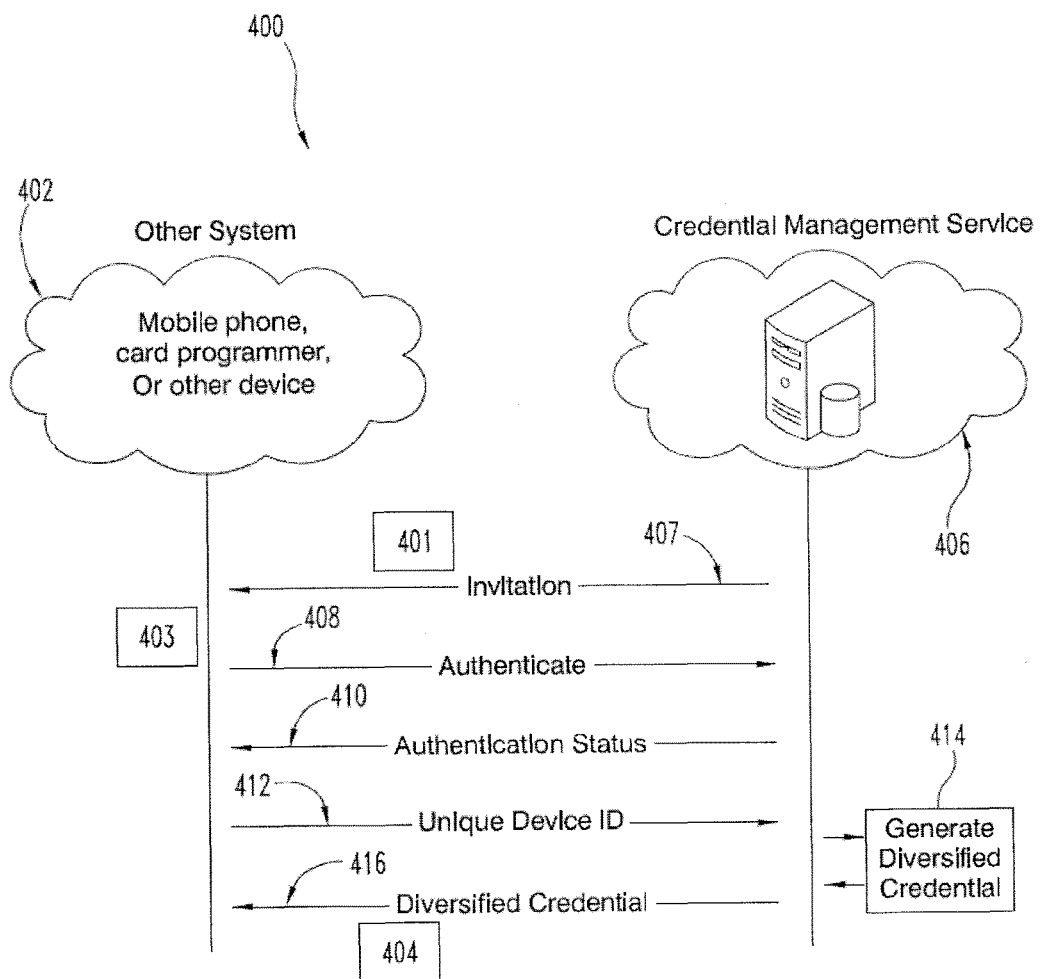 400
402
Other System
Credential Management Service
Mobile phone,
card programmer,
Or other device
406
401
407
Invitation
403
408
Authenticate
410
Authentication Status
414
412
Unique Device ID
Generate
Diversified
Credential
416
Diversified Credential
404